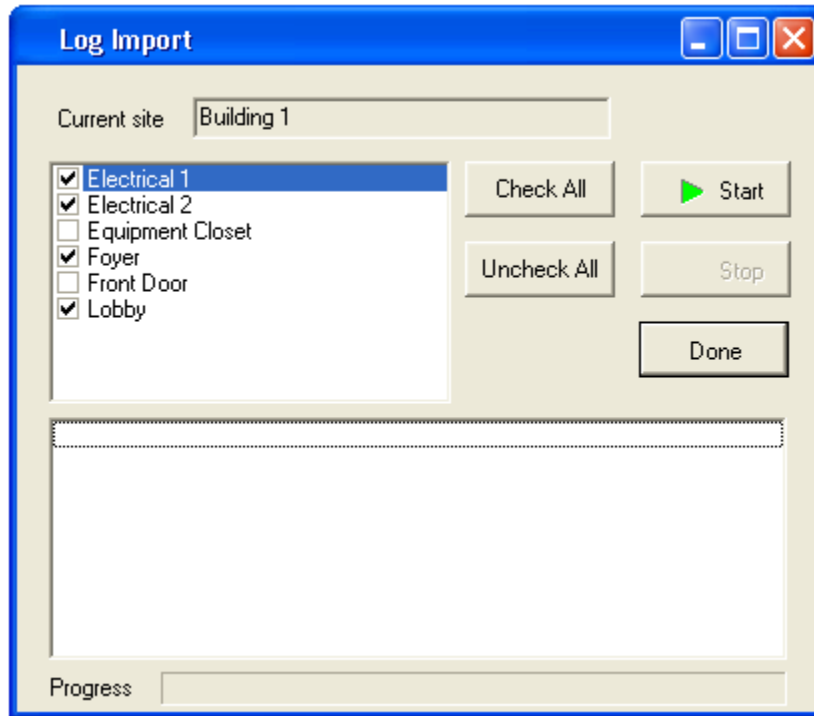 Log Import
Current site Building 1
Electrical 1
Electrical 2
Equipment Closet
Foyer
Front Door
Lobby
Check All
Start
Uncheck All
Stop
Done
Progress